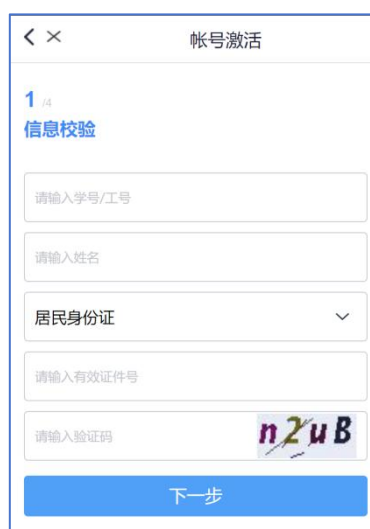 帐号激活
1 /4
信息校验
请输入学号/工号
请输入姓名
居民身份证
请输入有效证件号
请输入验证码 n2uB
下一步